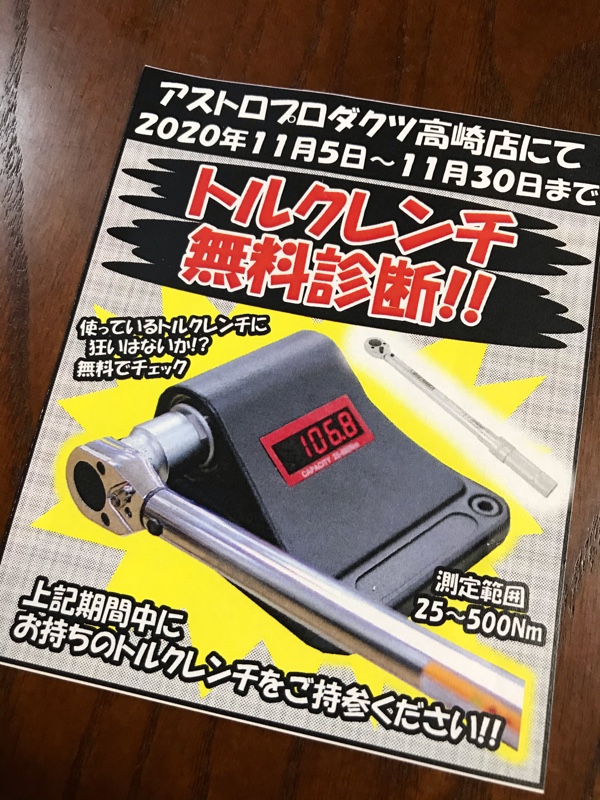 アストロプロダクツ高崎店にて
2020年11月5日～11月30日まで
トルクレンチ
無料診断!!
使っているトルクレンチに
狂いはないか!?
無料でチェック
106.8
CAPACITY 25-500Nm
測定範囲
25～500Nm
上記期間中に
お持ちのトルクレンチをご持参ください!!